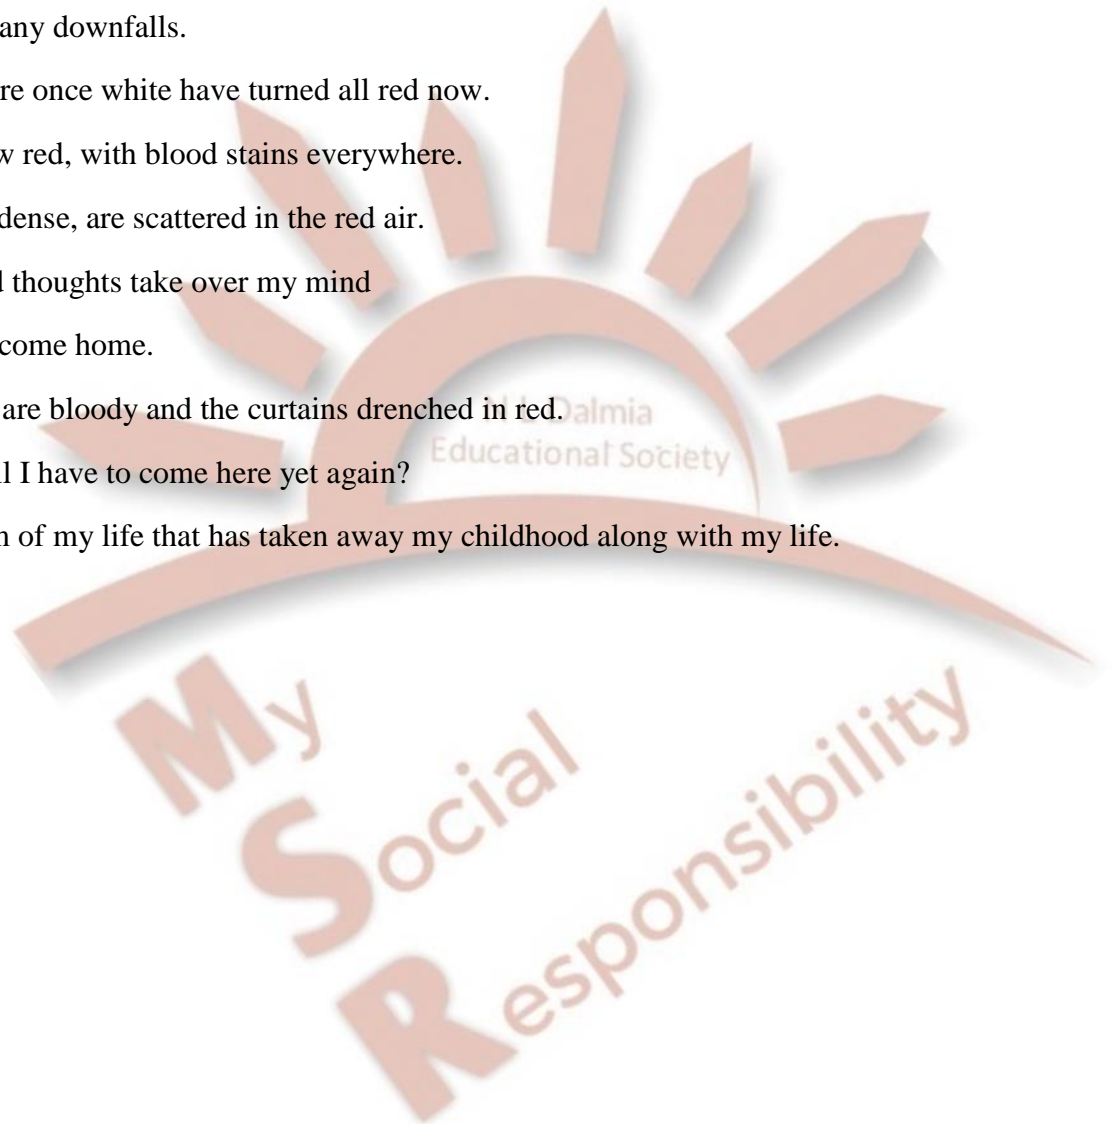 any downfalls.
re once white have turned all red now.
w red, with blood stains everywhere.
dense, are scattered in the red air.
d thoughts take over my mind
come home.
are bloody and the curtains drenched in red.
N L Dalmia
Educational Society
ll I have to come here yet again?
n of my life that has taken away my childhood along with my life.
My
Social
Responsibility